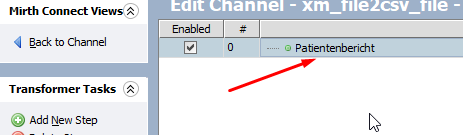 Mirth Connect Views
Edit Channel - xm_file2csv_file -
Back to Channel
Enabled #
0 Patientenbericht
Transformer Tasks
Add New Step